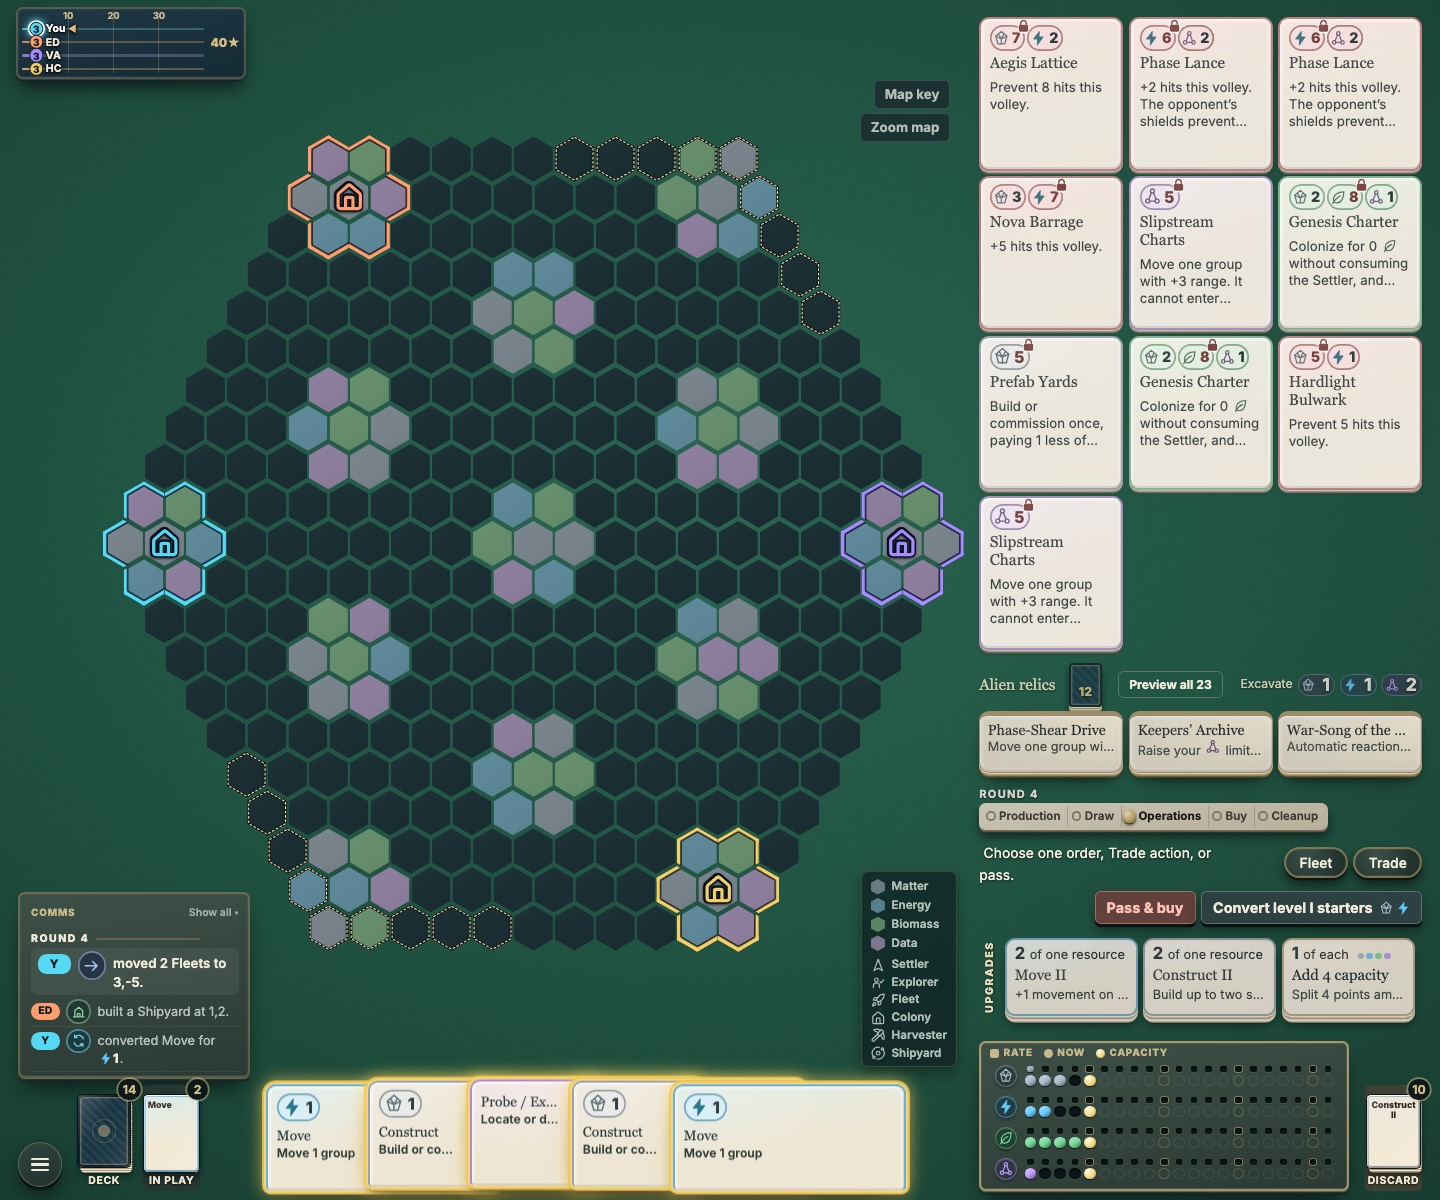 10 20 30
3 You
3 ED
3 VA
3 HC
40★
Map key
Zoom map
7 2
Aegis Lattice
Prevent 8 hits this
volley.
6 2
Phase Lance
+2 hits this volley.
The opponent's
shields prevent...
6 2
Phase Lance
+2 hits this volley.
The opponent's
shields prevent...
3 7
Nova Barrage
+5 hits this volley.
5
Slipstream
Charts
Move one group
with +3 range. It
cannot enter...
2 8 1
Genesis Charter
Colonize for 0
without consuming
the Settler, and...
5
Prefab Yards
Build or
commission once,
paying 1 less of...
2 8 1
Genesis Charter
Colonize for 0
without consuming
the Settler, and...
5 1
Hardlight
Bulwark
Prevent 5 hits this
volley.
5
Slipstream
Charts
Move one group
with +3 range. It
cannot enter...
Alien relics
12
Preview all 23
Excavate 1 1 2
Phase-Shear Drive
Move one group wi...
Keepers' Archive
Raise your limit...
War-Song of the ...
Automatic reaction...
ROUND 4
Production Draw Operations Buy Cleanup
Choose one order, Trade action, or
pass.
Fleet
Trade
Pass & buy
Convert level I starters
UPGRADES
2 of one resource
Move II
+1 movement on ...
2 of one resource
Construct II
Build up to two s...
1 of each
Add 4 capacity
Split 4 points am...
RATE NOW CAPACITY
Matter
Energy
Biomass
Data
Settler
Explorer
Fleet
Colony
Harvester
Shipyard
COMMS
Show all
ROUND 4
Y moved 2 Fleets to
3,-5.
ED built a Shipyard at 1,2.
Y converted Move for
1.
14
DECK
2
Move
IN PLAY
1
Move
Move 1 group
1
Construct
Build or co...
Probe / Ex...
Locate or d...
1
Construct
Build or co...
1
Move
Move 1 group
10
Construct
II
DISCARD